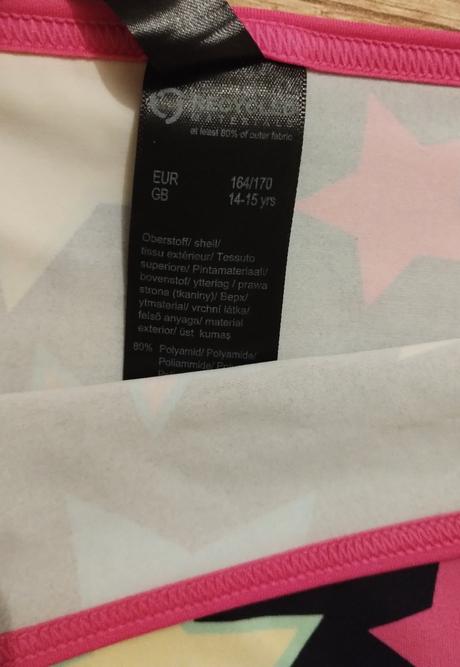 RECYCLED
MATERIALS
at least 80% of outer fabric
EUR 164/170
GB 14-15 yrs
Oberstoff/ shell/
tissu extérieur/ Tessuto
superiore/ Pintamateriaali/
bovenstof/ ytterlag / prawa
strona (tkaniny)/ Верх/
ytmaterial/ vrchní látka/
felső anyaga/ material
exterior/ üst kumaş
80% Polyamid/ Polyamide/
Poliammide/